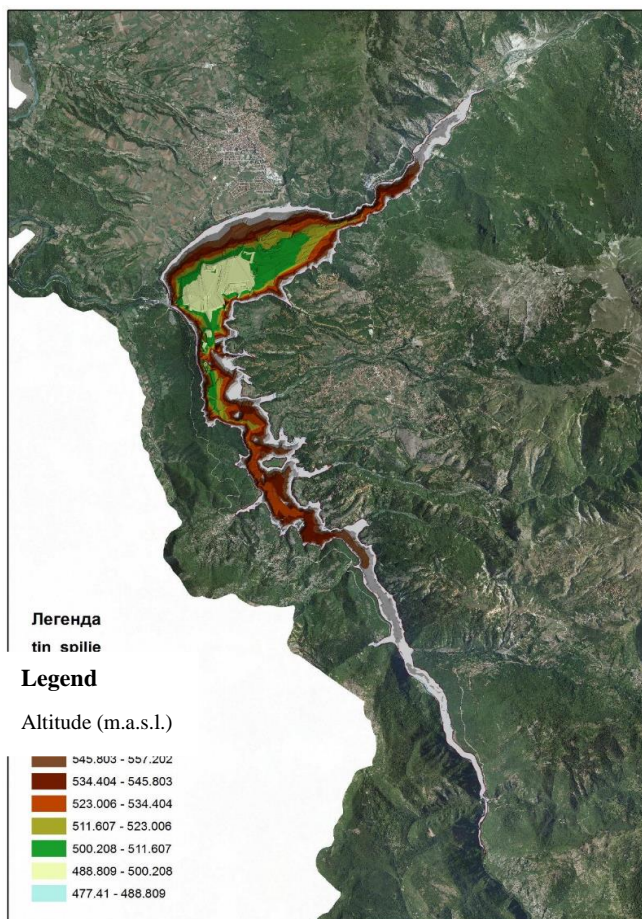 Легенда
tin_spilje
Legend
Altitude (m.a.s.l.)
545.803 - 557.202
534.404 - 545.803
523.006 - 534.404
511.607 - 523.006
500.208 - 511.607
488.809 - 500.208
477.41 - 488.809